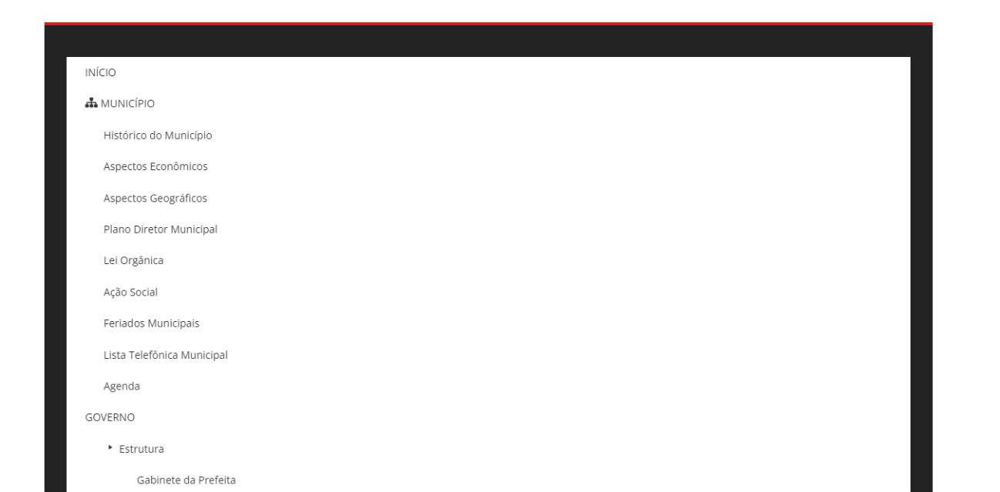 INÍCIO
MUNICÍPIO
Histórico do Município
Aspectos Econômicos
Aspectos Geográficos
Plano Diretor Municipal
Lei Orgânica
Ação Social
Feriados Municipais
Lista Telefônica Municipal
Agenda
GOVERNO
Estrutura
Gabinete da Prefeita